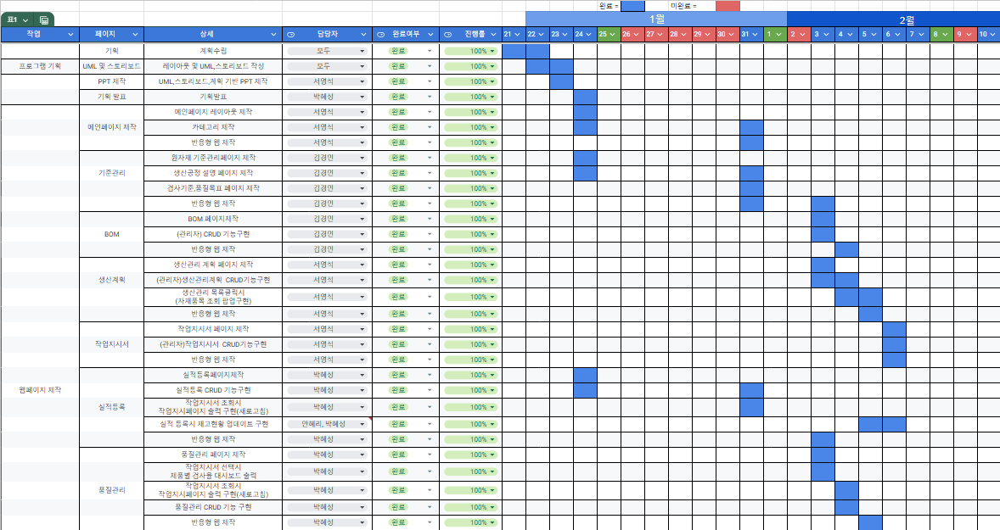 완료 = 미완료 =
표1 1월 2월
작업 페이지 상세 담당자 완료여부 진행률 21 22 23 24 25 26 27 28 29 30 31 1 2 3 4 5 6 7 8 9 10
기획 계획수립 모두 완료 100%
프로그램 기획 UML 및 스토리보드 레이아웃 및 UML,스토리보드 작성 모두 완료 100%
PPT 제작 UML,스토리보드,계획 기반 PPT 제작 서영식 완료 100%
기획 발표 기획발표 박혜성 완료 100%
메인페이지 레이아웃 제작 서영식 완료 100%
메인페이지 제작 카테고리 제작 서영식 완료 100%
반응형 웹 제작 서영식 완료 100%
원자재 기준관리페이지 제작 김경민 완료 100%
기준관리 생산공정 설명 페이지 제작 김경민 완료 100%
검사기준,품질목표 페이지 제작 김경민 완료 100%
반응형 웹 제작 김경민 완료 100%
BOM 페이지제작 김경민 완료 100%
BOM (관리자) CRUD 기능구현 김경민 완료 100%
반응형 웹 제작 김경민 완료 100%
생산관리 계획 페이지 제작 서영식 완료 100%
생산계획 (관리자)생산관리계획 CRUD기능구현 서영식 완료 100%
생산관리 목록클릭시
(자재품목 조회 팝업구현) 서영식 완료 100%
반응형 웹 제작 서영식 완료 100%
작업지시서 페이지 제작 서영식 완료 100%
작업지시서 (관리자)작업지시서 CRUD기능구현 서영식 완료 100%
반응형 웹 제작 서영식 완료 100%
실적등록페이지제작 박혜성 완료 100%
웹페이지 제작 실적등록 CRUD 기능구현 박혜성 완료 100%
실적등록 작업지시서 조회시
작업지시페이지 출력 구현(새로고침) 박혜성 완료 100%
실적 등록시 재고현황 업데이트 구현 안혜리, 박혜성 완료 100%
반응형 웹 제작 박혜성 완료 100%
품질관리 페이지 제작 박혜성 완료 100%
작업지시서 선택시
제품별 검사율 대시보드 출력 박혜성 완료 100%
품질관리 작업지시서 조회시
작업지시페이지 출력 구현(새로고침) 박혜성 완료 100%
품질관리 CRUD 기능 구현 박혜성 완료 100%
반응형 웹 제작 박혜성 완료 100%